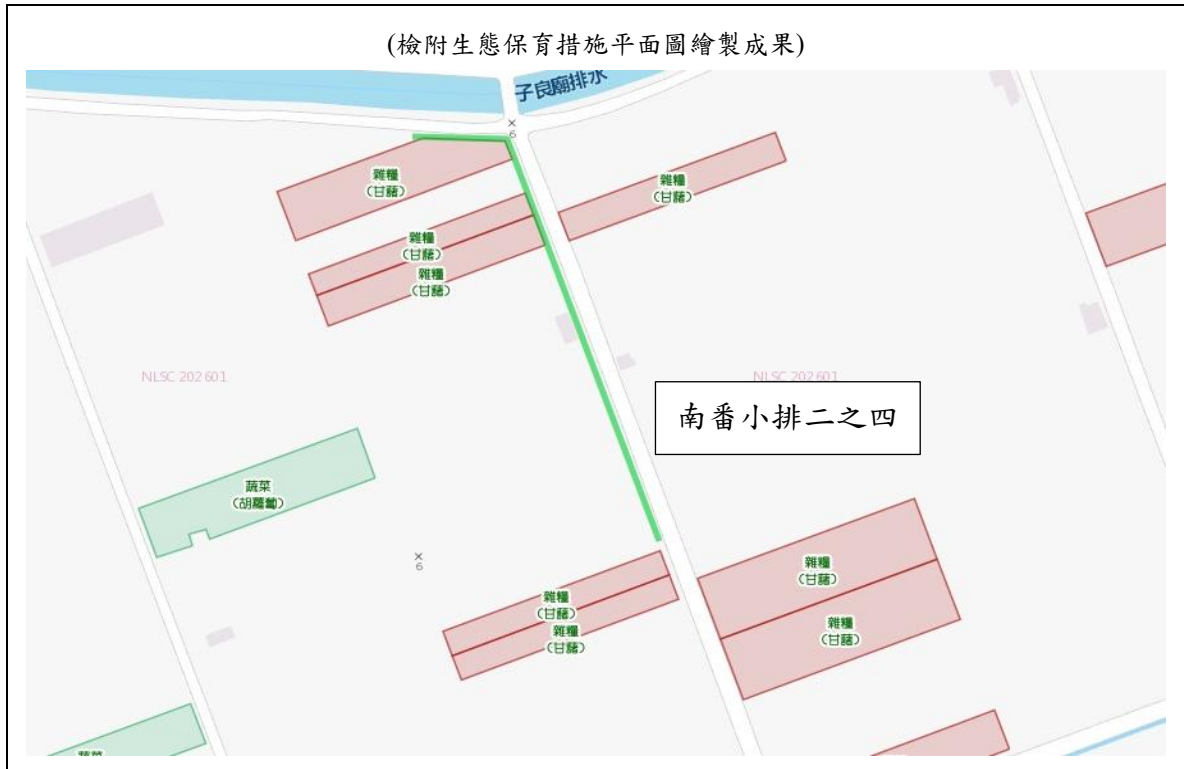 (檢附生態保育措施平面圖繪製成果)
子良廟排水
×
6
雜糧
(甘藷)
雜糧
(甘藷)
雜糧
(甘藷)
雜糧
(甘藷)
NLSC 202601
NLSC 202601
南番小排二之四
蔬菜
(胡蘿蔔)
×
6
雜糧
(甘藷)
雜糧
(甘藷)
雜糧
(甘藷)
雜糧
(甘藷)